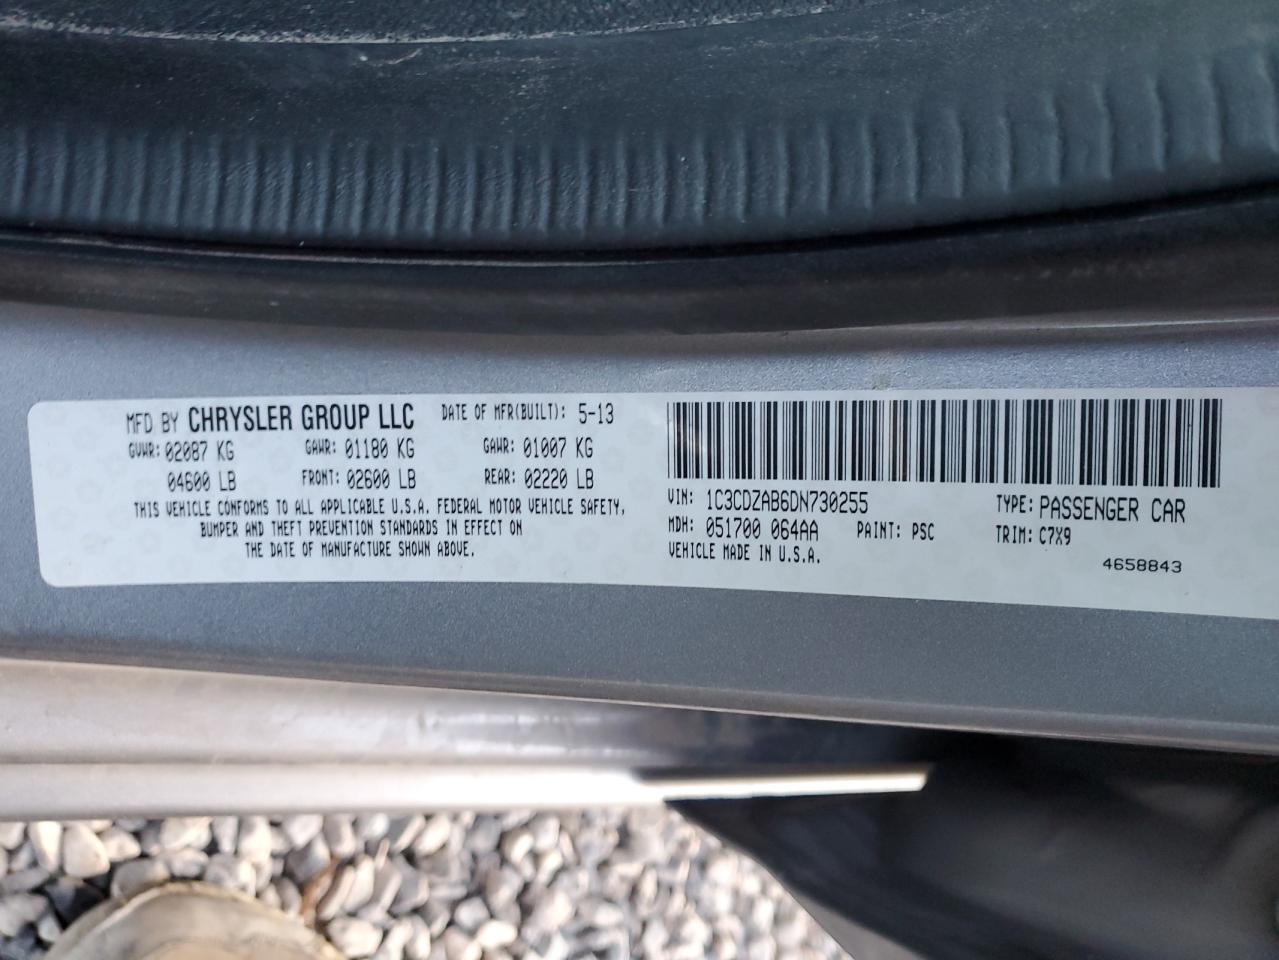 MFD BY CHRYSLER GROUP LLC DATE OF MFR(BUILT): 5-13
GVWR: 02087 KG GAWR: 01180 KG GAWR: 01007 KG
04600 LB FRONT: 02600 LB REAR: 02220 LB
THIS VEHICLE CONFORMS TO ALL APPLICABLE U.S.A. FEDERAL MOTOR VEHICLE SAFETY,
BUMPER AND THEFT PREVENTION STANDARDS IN EFFECT ON
THE DATE OF MANUFACTURE SHOWN ABOVE.
VIN: 1C3CDZAB6DN730255 TYPE: PASSENGER CAR
MDH: 051700 064AA PAINT: PSC TRIM: C7X9
VEHICLE MADE IN U.S.A. 4658843